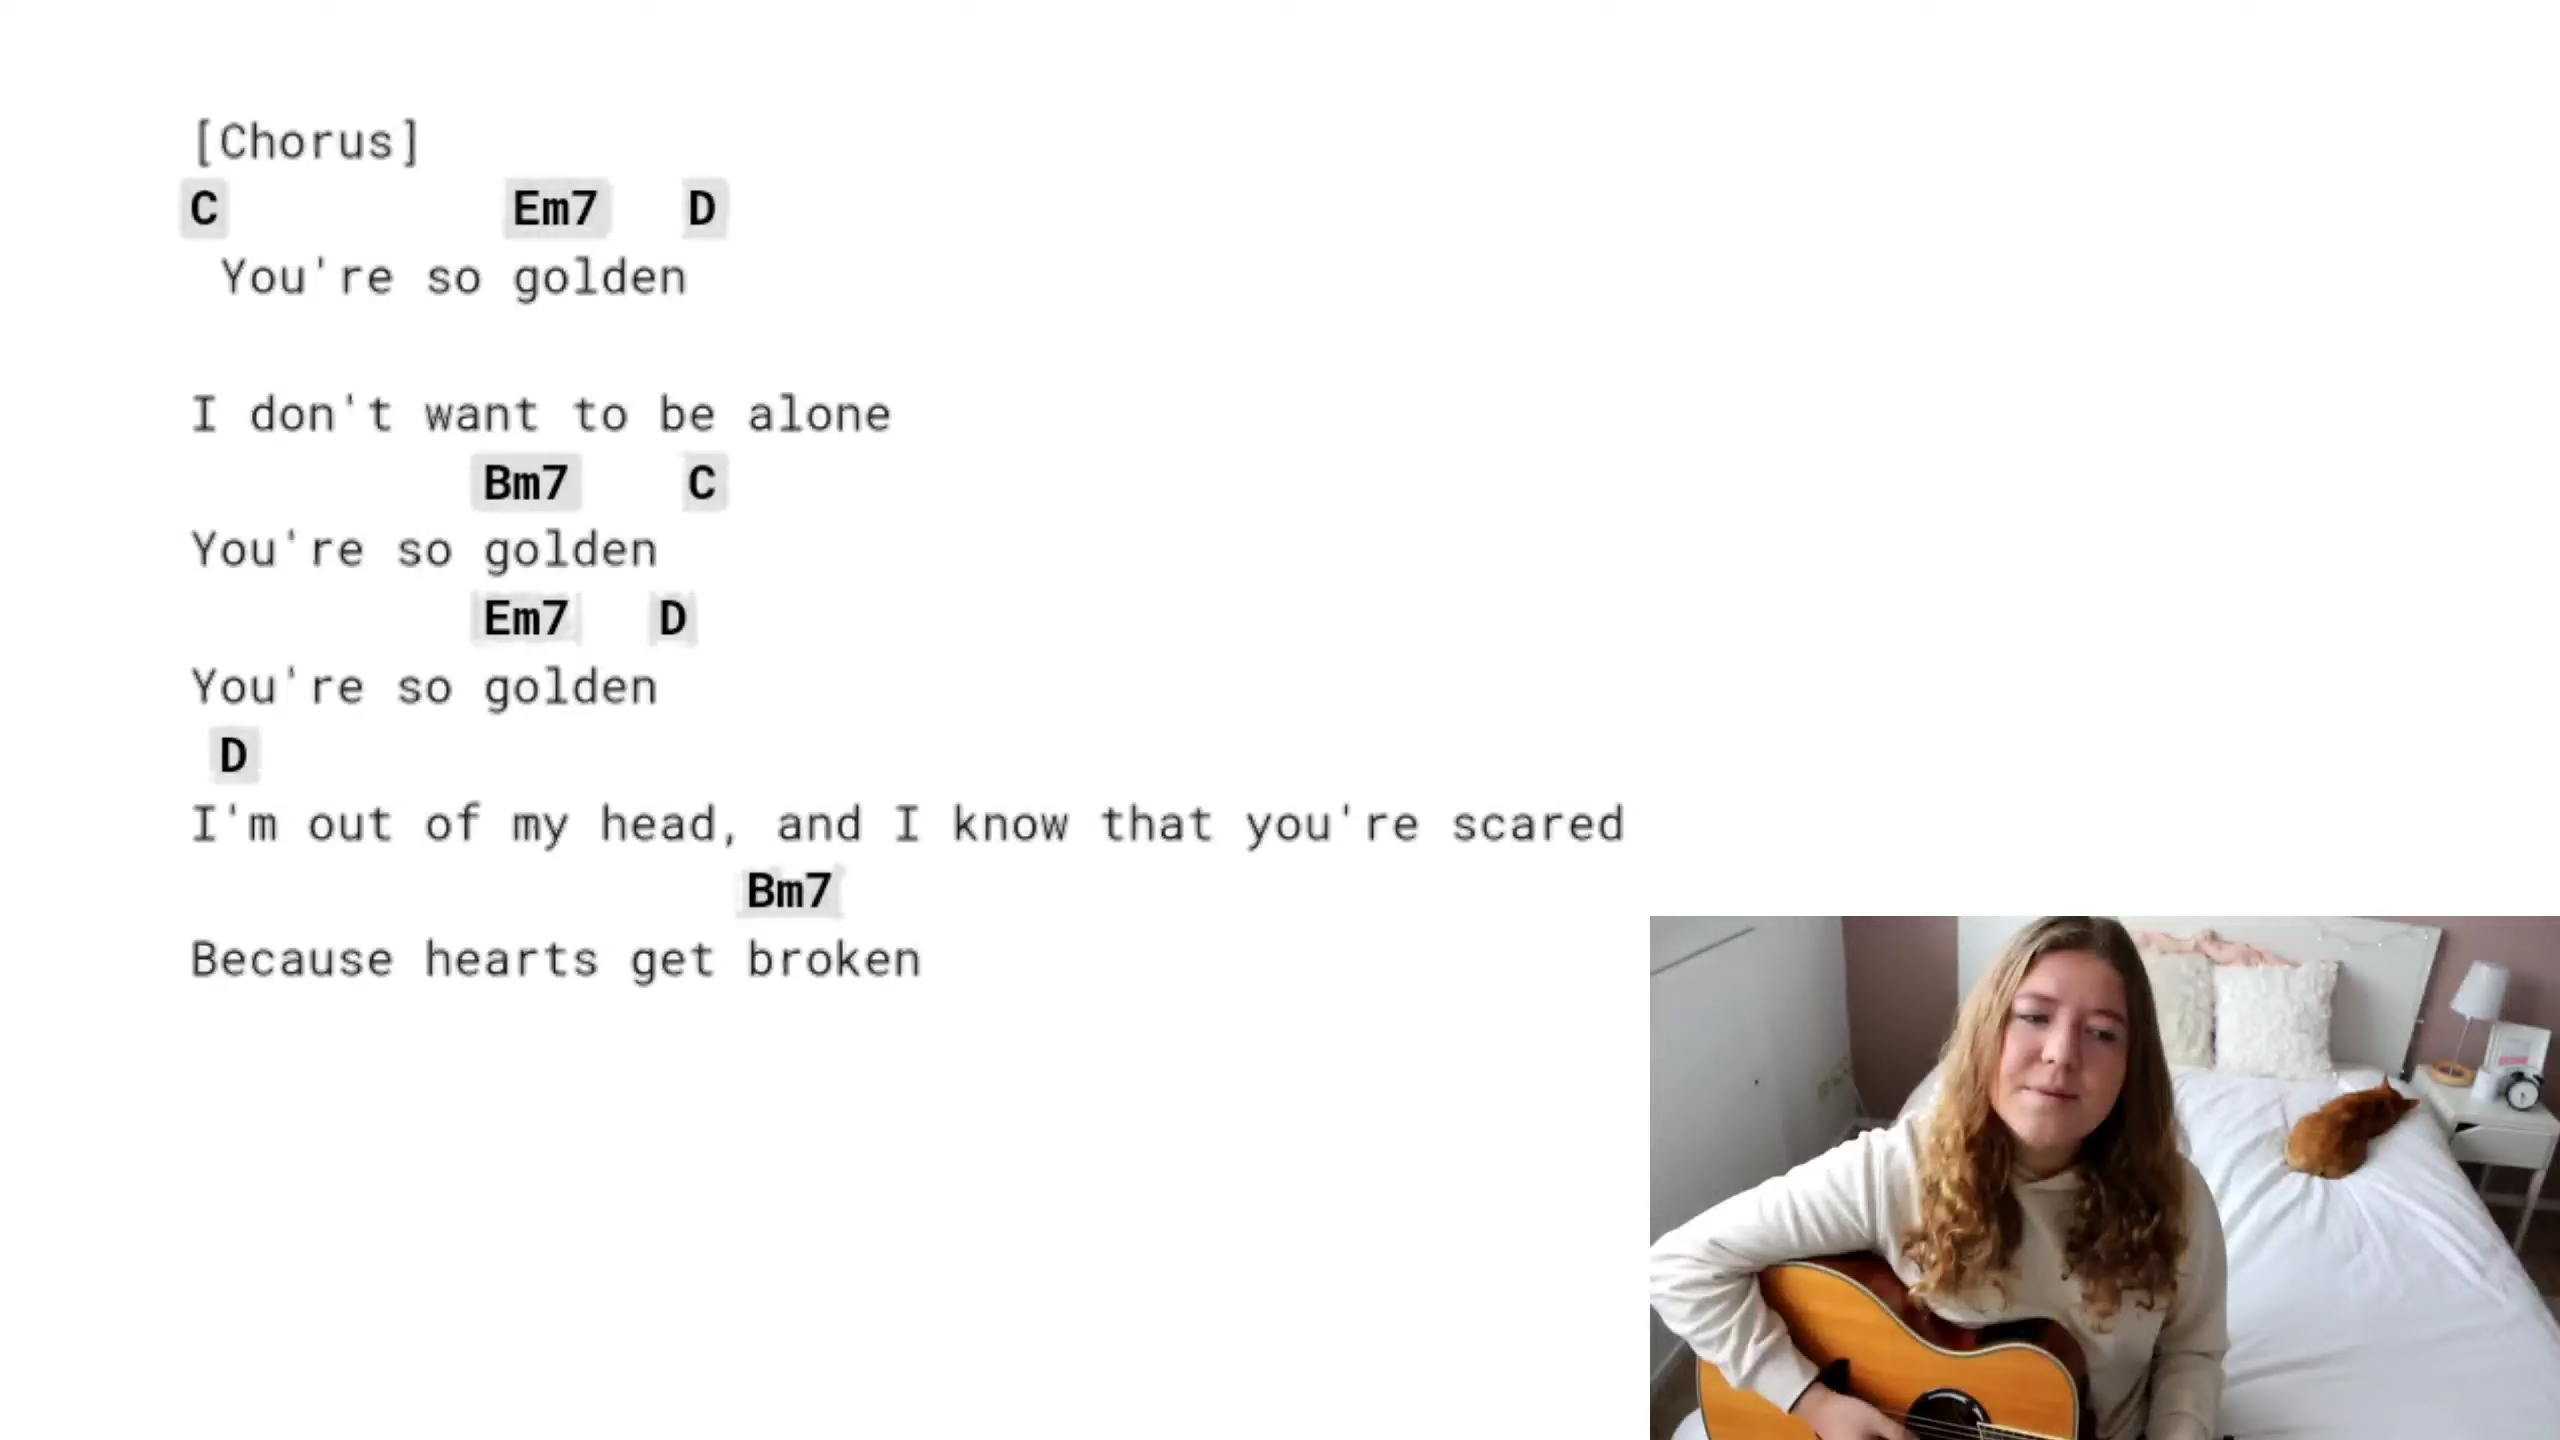 [Chorus]
C Em7 D
You're so golden
I don't want to be alone
Bm7 C
You're so golden
Em7 D
You're so golden
D
I'm out of my head, and I know that you're scared
Bm7
Because hearts get broken